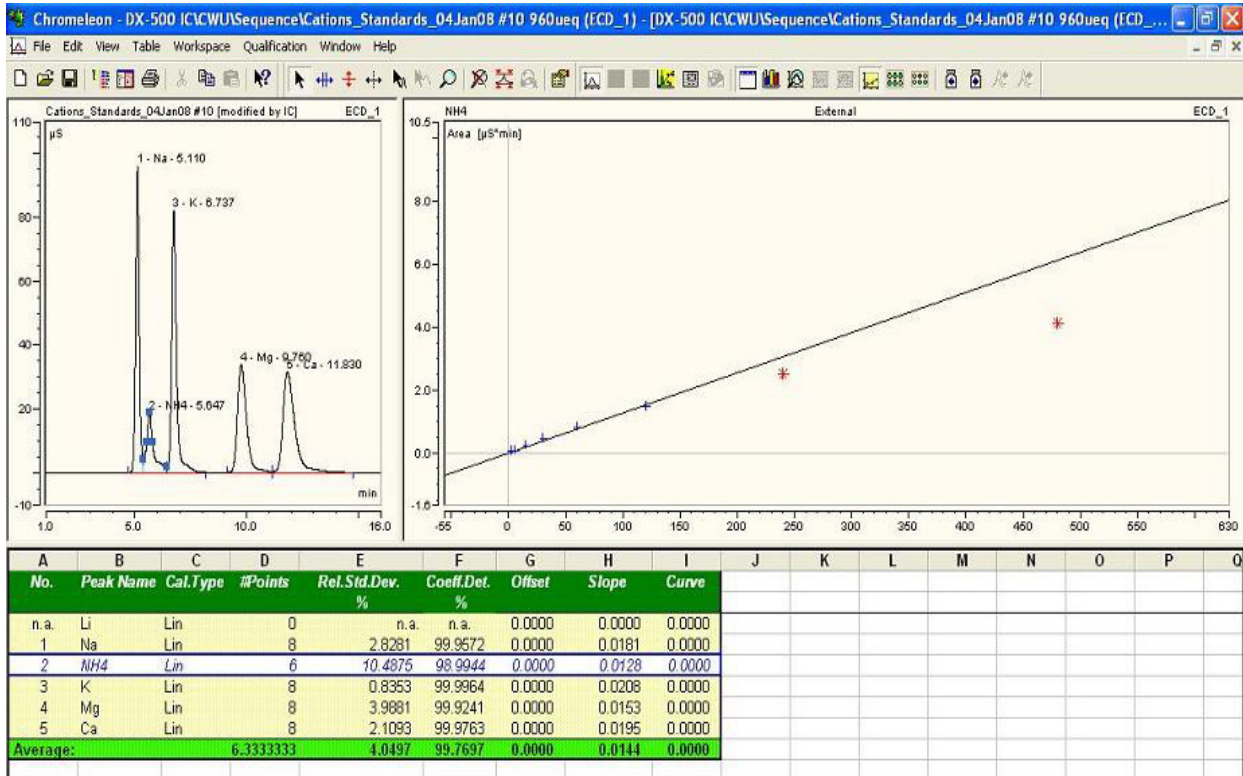 Chromeleon - DX-500 IC\CWU\Sequence\Cations_Standards_04Jan08 #10 960ueq (ECD_1) - [DX-500 IC\CWU\Sequence\Cations_Standards_04Jan08 #10 960ueq (ECD_...
File Edit View Table Workspace Qualification Window Help
Cations_Standards_04Jan08 #10 [modified by IC] ECD_1
110
µS
1 - Na - 5.110
3 - K - 6.737
80
60
40
4 - Mg - 9.760
5 - Ca - 11.830
20
2 - NH4 - 5.647
min
-10
1.0 5.0 10.0 16.0
NH4 External ECD_1
10.5
Area [µS*min]
8.0
6.0
4.0
2.0
0.0
-1.6
-55 0 50 100 150 200 250 300 350 400 450 500 550 630
A B C D E F G H I J K L M N O P Q
No. Peak Name Cal.Type #Points Rel.Std.Dev. Coeff.Det. Offset Slope Curve
% %
n.a. Li Lin 0 n.a. n.a. 0.0000 0.0000 0.0000
1 Na Lin 8 2.8281 99.9572 0.0000 0.0181 0.0000
2 NH4 Lin 6 10.4875 98.9944 0.0000 0.0128 0.0000
3 K Lin 8 0.8353 99.9964 0.0000 0.0208 0.0000
4 Mg Lin 8 3.9881 99.9241 0.0000 0.0153 0.0000
5 Ca Lin 8 2.1093 99.9763 0.0000 0.0195 0.0000
Average: 6.3333333 4.0497 99.7697 0.0000 0.0144 0.0000